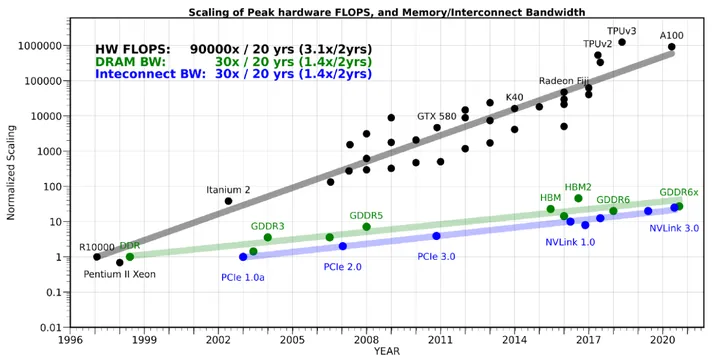 Scaling of Peak hardware FLOPS, and Memory/Interconnect Bandwidth
HW FLOPS: 90000x / 20 yrs (3.1x/2yrs)
DRAM BW: 30x / 20 yrs (1.4x/2yrs)
Inteconnect BW: 30x / 20 yrs (1.4x/2yrs)
Normalized Scaling
1000000
100000
10000
1000
100
10
1
0.1
0.01
TPUv3
A100
TPUv2
Radeon Fiji
K40
GTX 580
Itanium 2
HBM2
GDDR6x
HBM
GDDR6
GDDR5
GDDR3
NVLink 3.0
NVLink 1.0
R10000
DDR
PCIe 3.0
PCIe 2.0
Pentium II Xeon
PCIe 1.0a
1996 1999 2002 2005 2008 2011 2014 2017 2020
YEAR